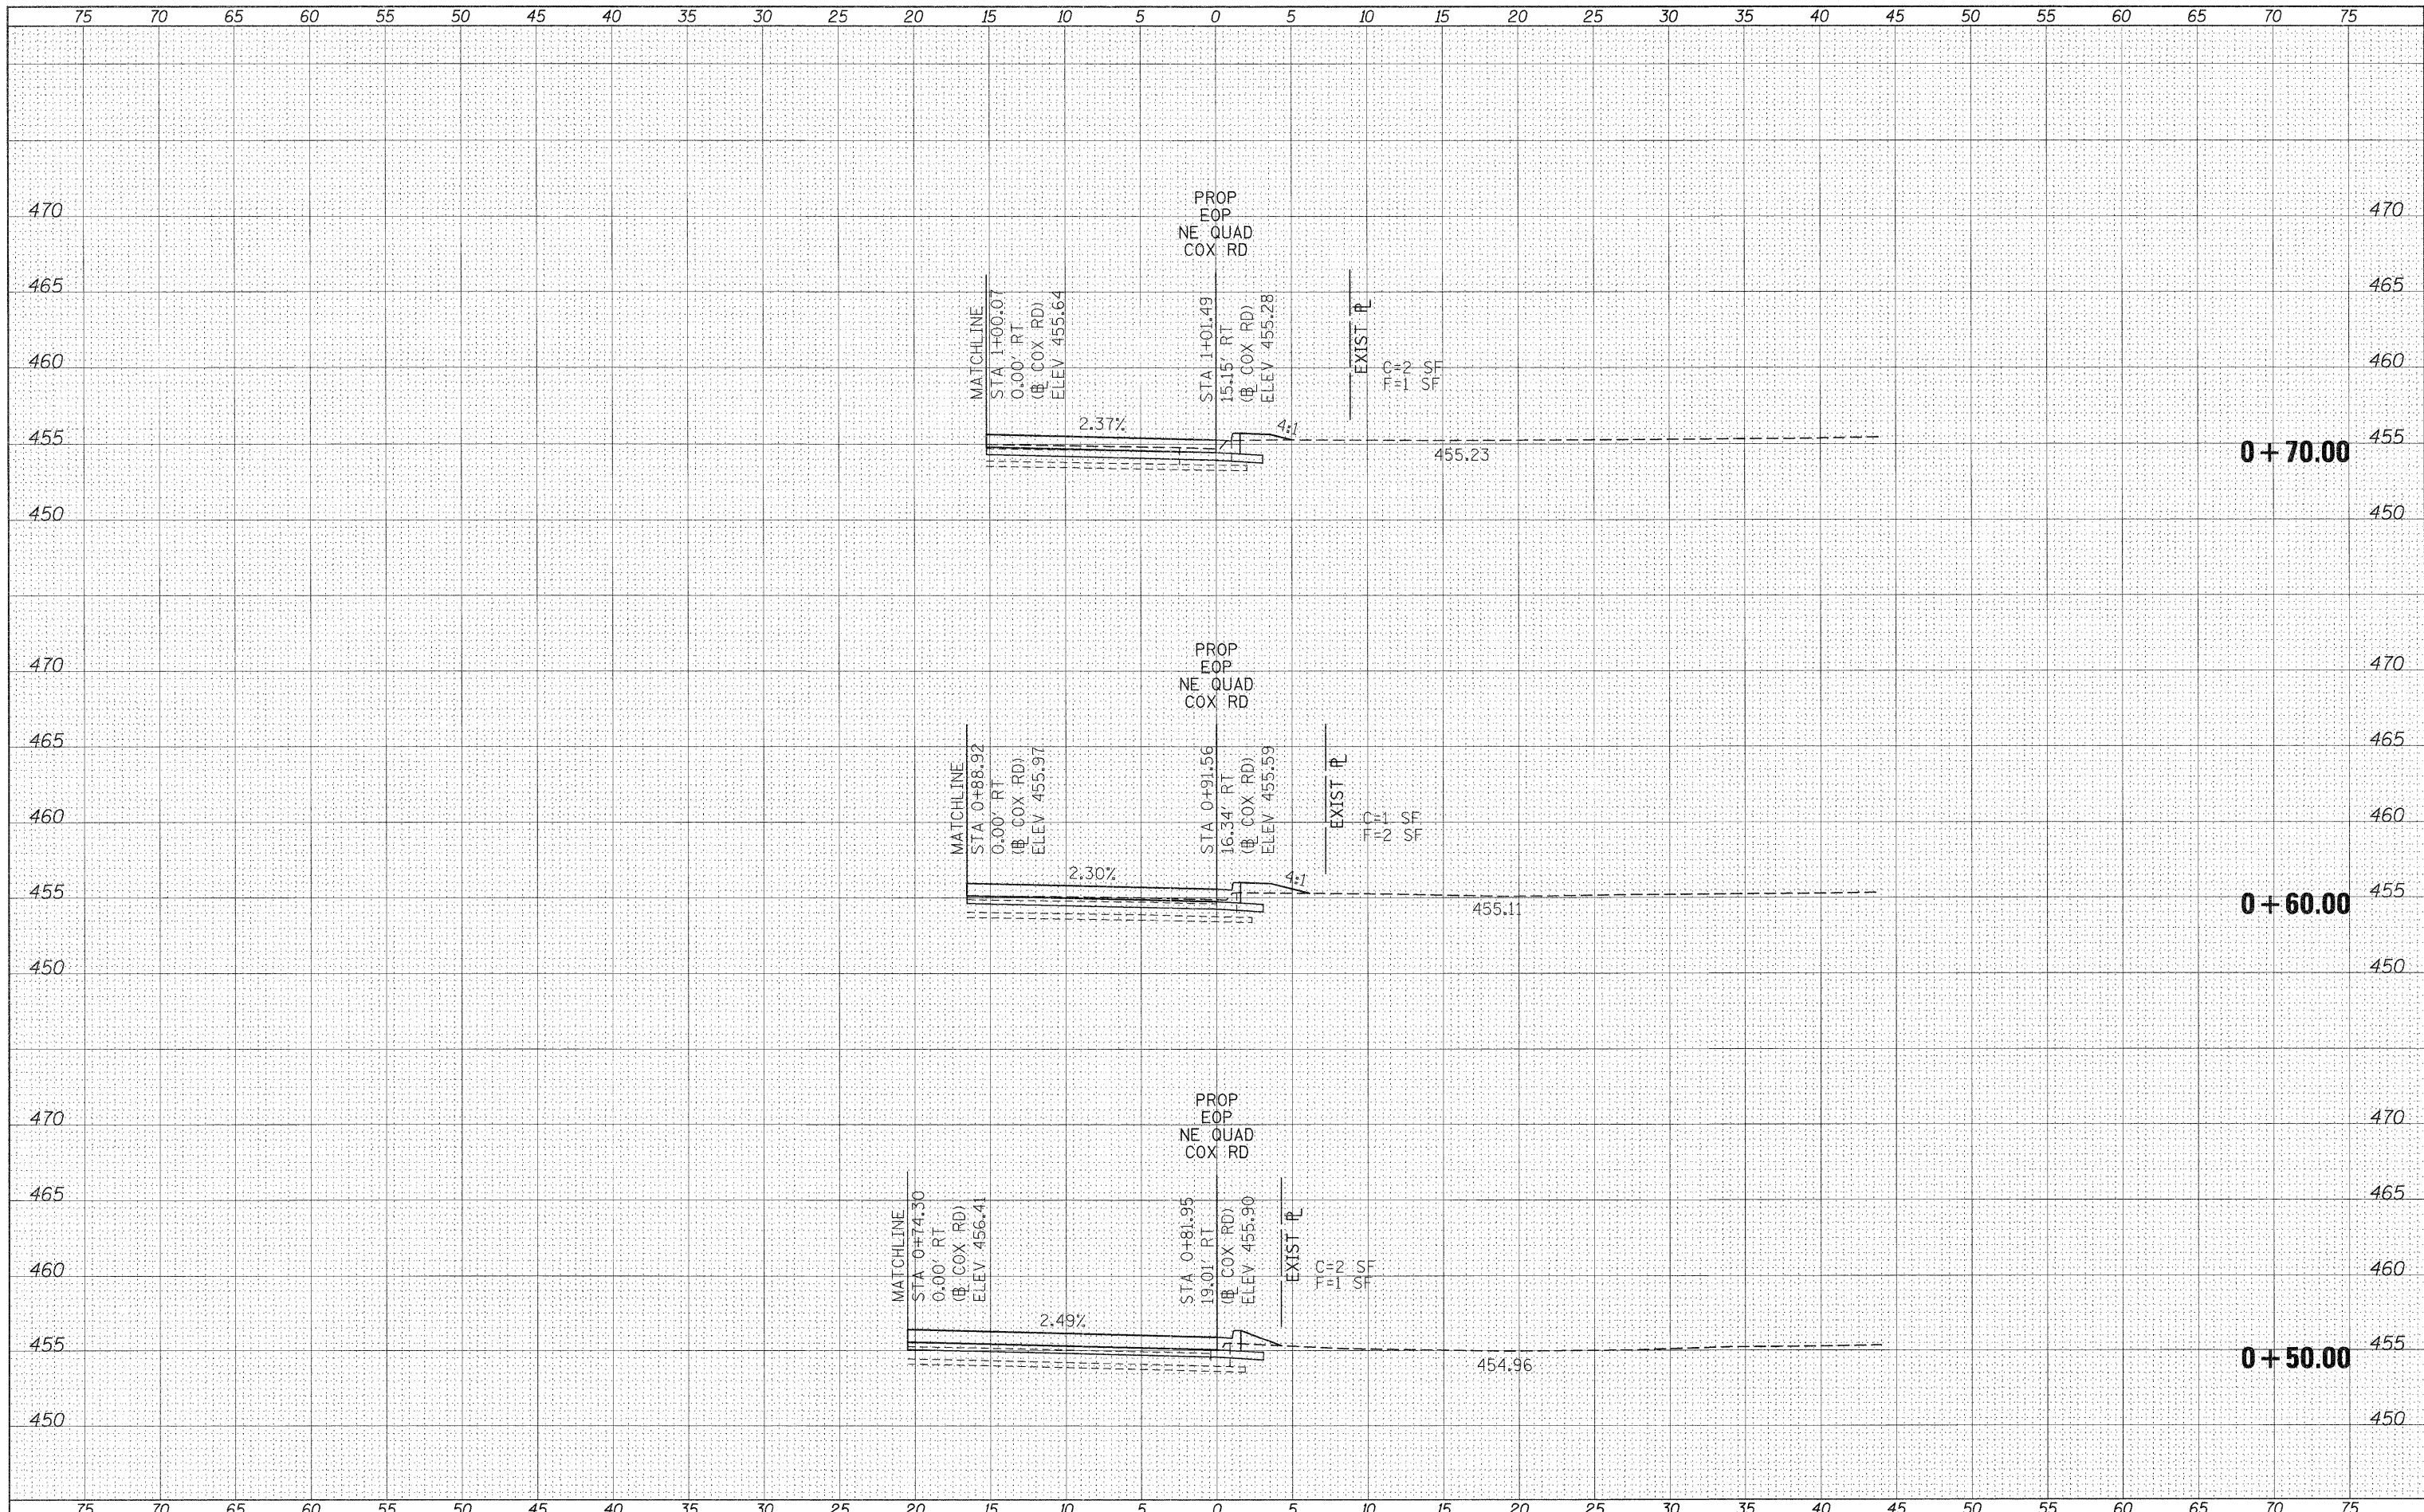 75 70 65 60 55 50 45 40 35 30 25 20 15 10 5 0 5 10 15 20 25 30 35 40 45 50 55 60 65 70 75
PROP
EOP
NE QUAD
COX RD
470 470
465 465
460 460
455 455
450 450
MATCHLINE
STA 1+00.07
0.00' RT
(BL COX RD)
ELEV 455.64
STA 1+01.49
15.15' RT
(BL COX RD)
ELEV 455.28
EXIST PL
C=2 SF
F=1 SF
2.37%
4:1
455.23
0+70.00
PROP
EOP
NE QUAD
COX RD
470 470
465 465
460 460
455 455
450 450
MATCHLINE
STA 0+88.92
0.00' RT
(BL COX RD)
ELEV 455.97
STA 0+91.56
16.34' RT
(BL COX RD)
ELEV 455.59
EXIST PL
C=1 SF
F=2 SF
2.30%
4:1
455.11
0+60.00
PROP
EOP
NE QUAD
COX RD
470 470
465 465
460 460
455 455
450 450
MATCHLINE
STA 0+74.30
0.00' RT
(BL COX RD)
ELEV 456.41
STA 0+81.95
19.01' RT
(BL COX RD)
ELEV 455.90
EXIST PL
C=2 SF
F=1 SF
2.49%
454.96
0+50.00
75 70 65 60 55 50 45 40 35 30 25 20 15 10 5 0 5 10 15 20 25 30 35 40 45 50 55 60 65 70 75